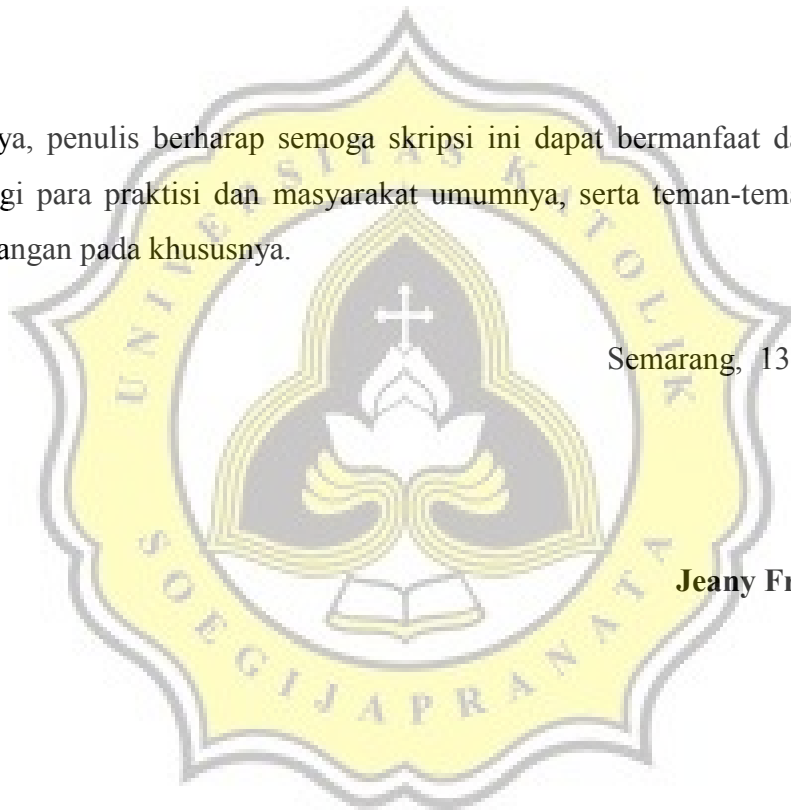 ya, penulis berharap semoga skripsi ini dapat bermanfaat da
gi para praktisi dan masyarakat umumnya, serta teman-tema
angan pada khususnya.
Semarang, 13
Jeany Fr
UNIVERSITAS KATOLIK
SOEGIJAPRANATA